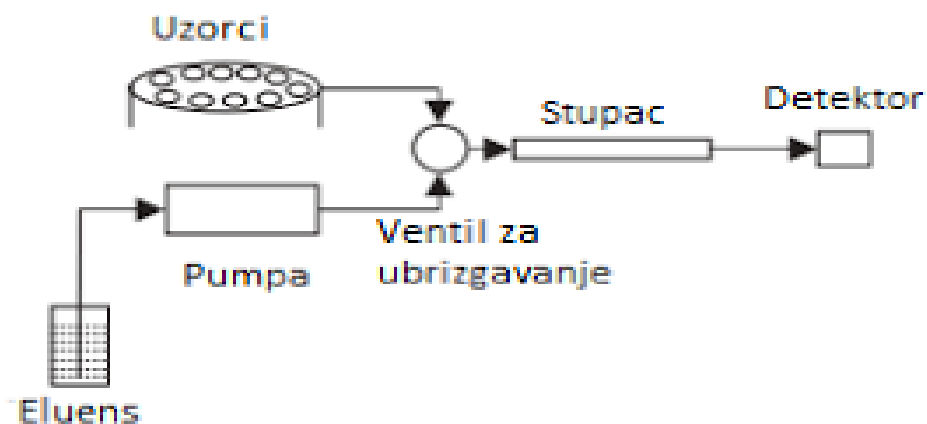 Uzorci
Stupac
Detektor
Ventil za
ubrizgavanje
Pumpa
Eluens